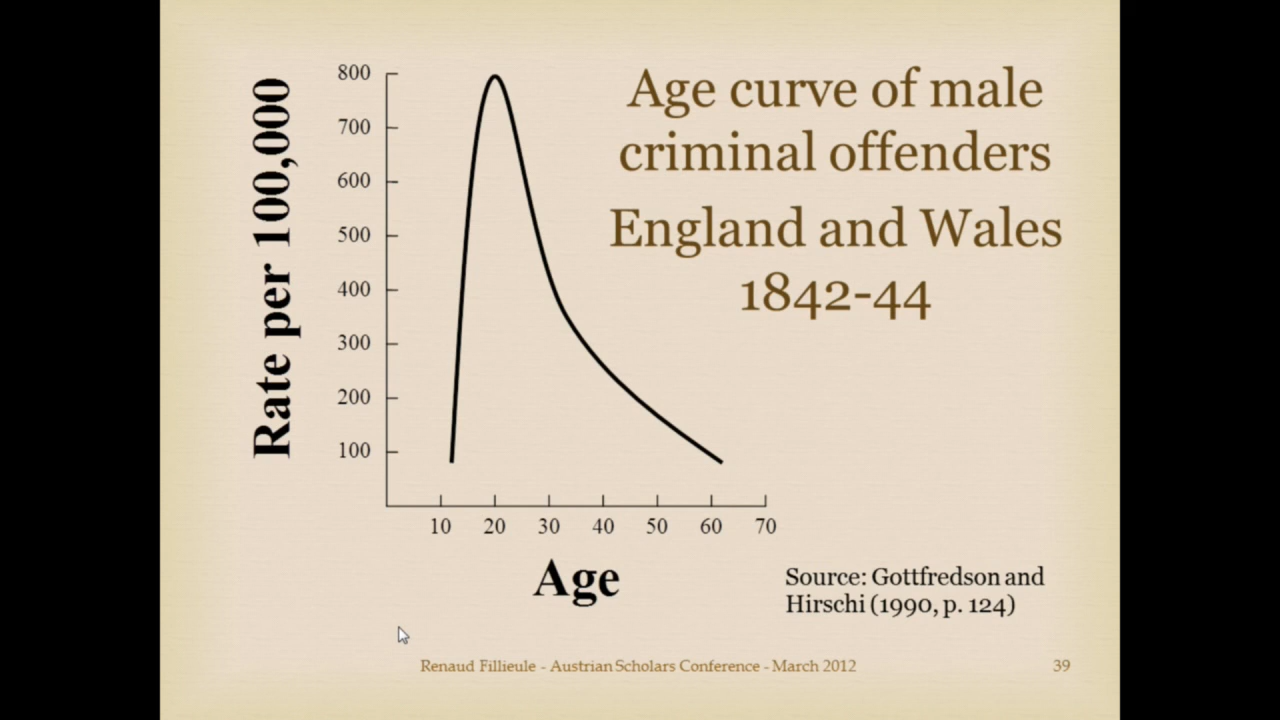 Age curve of male
criminal offenders
England and Wales
1842-44
Rate per 100,000
800
700
600
500
400
300
200
100
10 20 30 40 50 60 70
Age
Source: Gottfredson and
Hirschi (1990, p. 124)
Renaud Fillieule - Austrian Scholars Conference - March 2012
39